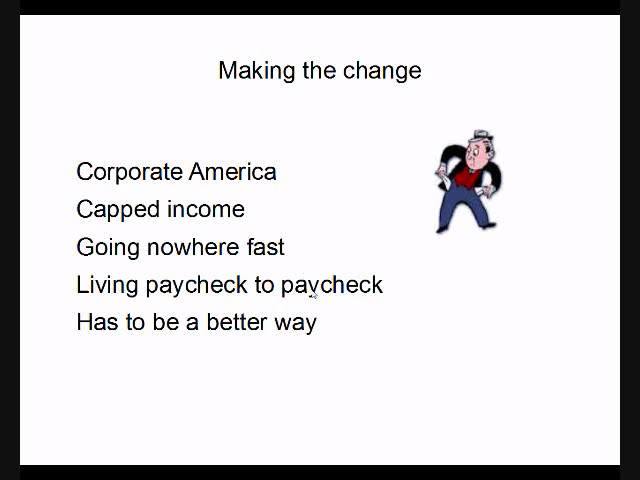 Making the change
Corporate America
Capped income
Going nowhere fast
Living paycheck to paycheck
Has to be a better way